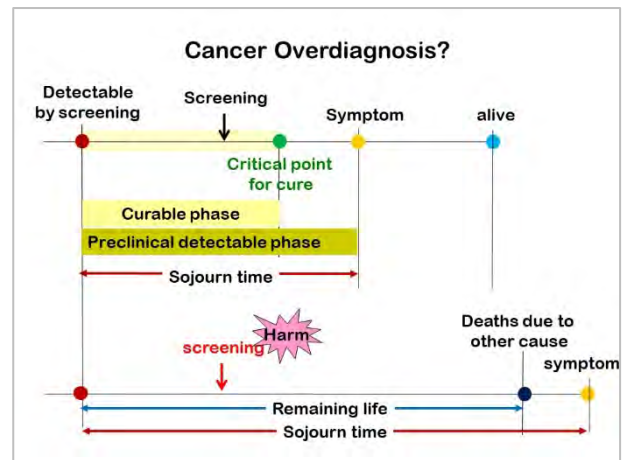 Cancer Overdiagnosis?
Detectable
by screening
Screening
Symptom
alive
Critical point
for cure
Curable phase
Preclinical detectable phase
Sojourn time
Harm
screening
Deaths due to
other cause
symptom
Remaining life
Sojourn time